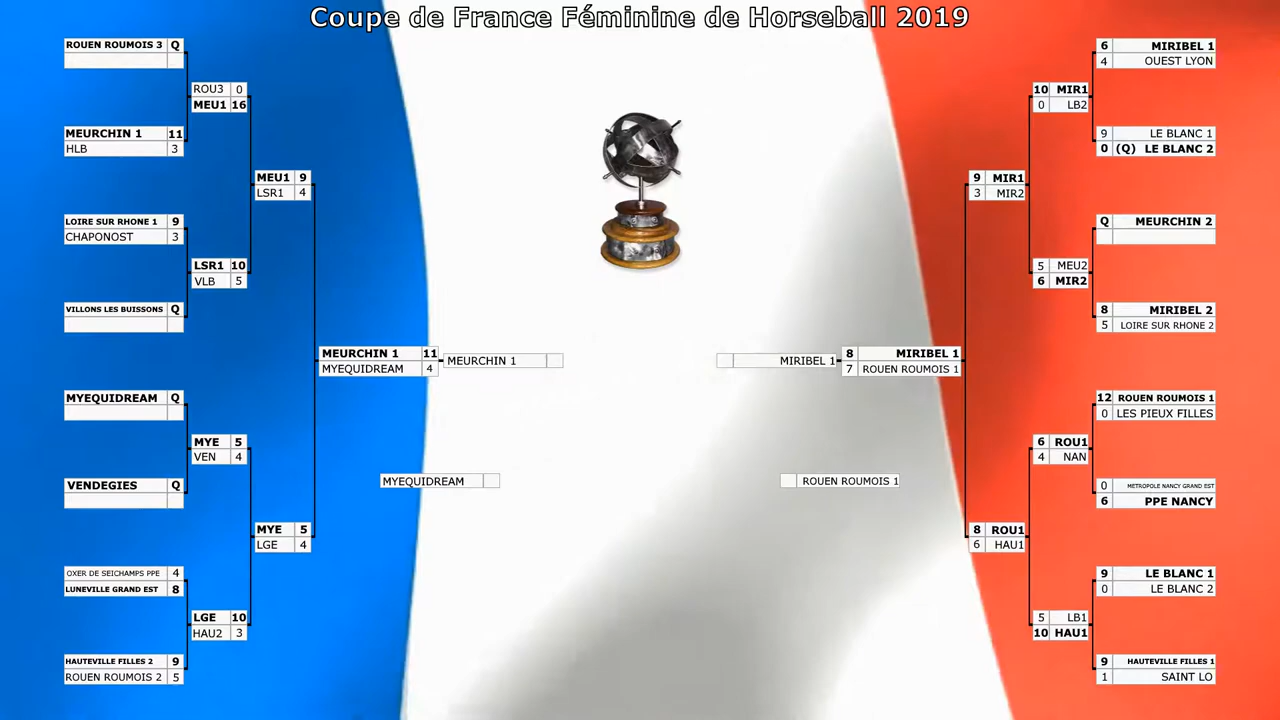 Coupe de France Féminine de Horseball 2019
ROUEN ROUMOIS 3 Q
ROU3 0
MEU1 16
MEURCHIN 1 11
HLB 3
MEU1 9
LSR1 4
LOIRE SUR RHONE 1 9
CHAPONOST 3
LSR1 10
VLB 5
VILLONS LES BUISSONS Q
MEURCHIN 1 11
MYEQUIDREAM 4
MEURCHIN 1
MYEQUIDREAM Q
MYE 5
VEN 4
VENDEGIES Q
MYEQUIDREAM
MYE 5
LGE 4
OXER DE SEICHAMPS PPE 4
LUNEVILLE GRAND EST 8
LGE 10
HAU2 3
HAUTEVILLE FILLES 2 9
ROUEN ROUMOIS 2 5
6 MIRIBEL 1
4 OUEST LYON
10 MIR1
0 LB2
9 LE BLANC 1
0 (Q) LE BLANC 2
9 MIR1
3 MIR2
Q MEURCHIN 2
5 MEU2
6 MIR2
8 MIRIBEL 2
5 LOIRE SUR RHONE 2
MIRIBEL 1
8 MIRIBEL 1
7 ROUEN ROUMOIS 1
12 ROUEN ROUMOIS 1
0 LES PIEUX FILLES
6 ROU1
4 NAN
0 METROPOLE NANCY GRAND EST
6 PPE NANCY
ROUEN ROUMOIS 1
8 ROU1
6 HAU1
9 LE BLANC 1
0 LE BLANC 2
5 LB1
10 HAU1
9 HAUTEVILLE FILLES 1
1 SAINT LO